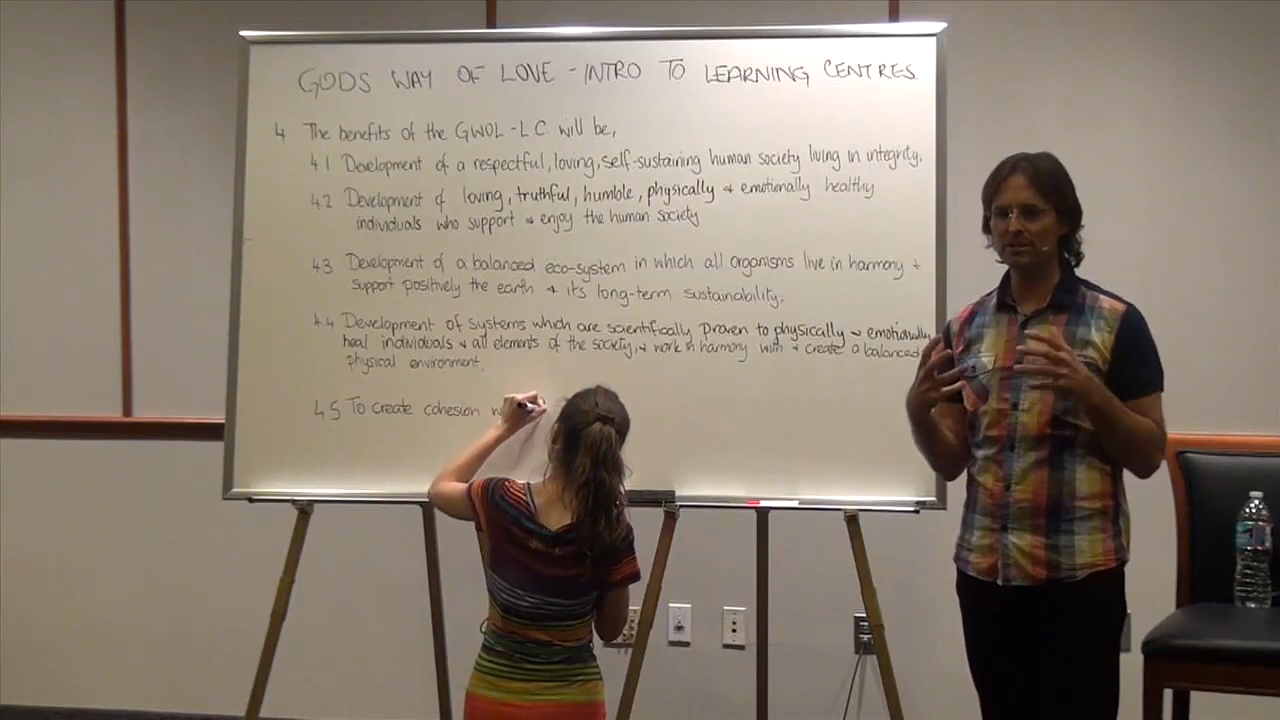 GODS WAY OF LOVE - INTRO TO LEARNING CENTRES
4 The benefits of the GWOL-LC will be,
4.1 Development of a respectful, loving, self-sustaining human society living in integrity.
4.2 Development of loving, truthful, humble, physically + emotionally healthy
individuals who support + enjoy the human society
4.3 Development of a balanced eco-system in which all organisms live in harmony +
support positively the earth + its long-term sustainability.
4.4 Development of systems which are scientifically proven to physically + emotionally
heal individuals + all elements of the society, + work in harmony with + create a balanced
physical environment.
4.5 To create cohesion w